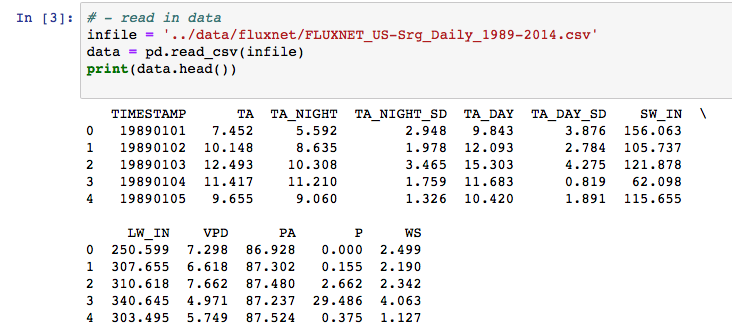 In [3]: # - read in data
infile = '../data/fluxnet/FLUXNET_US-Srg_Daily_1989-2014.csv'
data = pd.read_csv(infile)
print(data.head())
TIMESTAMP TA TA_NIGHT TA_NIGHT_SD TA_DAY TA_DAY_SD SW_IN \
0 19890101 7.452 5.592 2.948 9.843 3.876 156.063
1 19890102 10.148 8.635 1.978 12.093 2.784 105.737
2 19890103 12.493 10.308 3.465 15.303 4.275 121.878
3 19890104 11.417 11.210 1.759 11.683 0.819 62.098
4 19890105 9.655 9.060 1.326 10.420 1.891 115.655
LW_IN VPD PA P WS
0 250.599 7.298 86.928 0.000 2.499
1 307.655 6.618 87.302 0.155 2.190
2 310.618 7.662 87.480 2.662 2.342
3 340.645 4.971 87.237 29.486 4.063
4 303.495 5.749 87.524 0.375 1.127